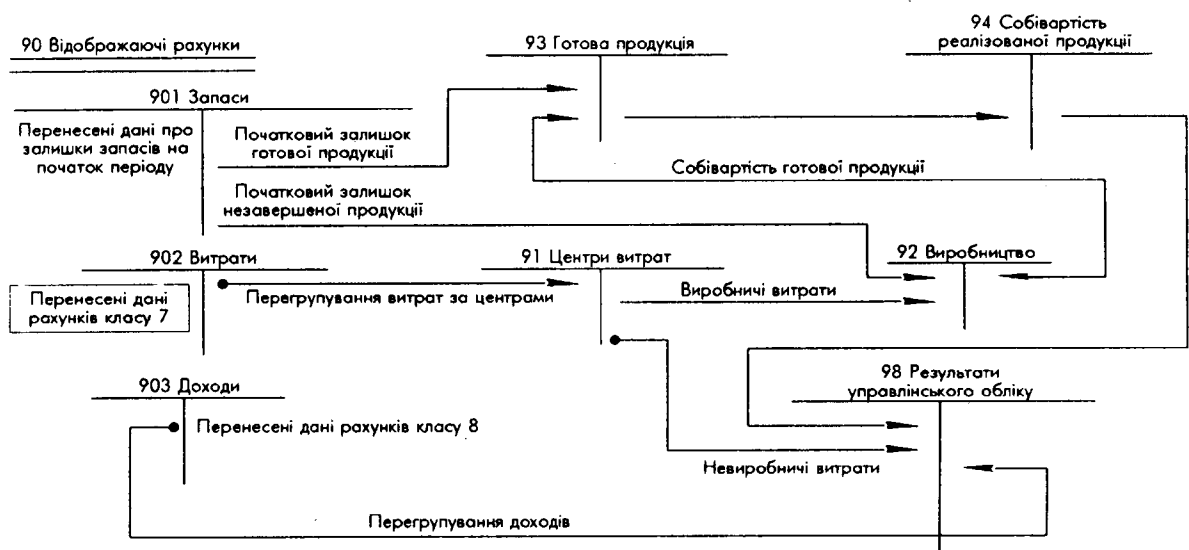 90 Відображаючі рахунки
93 Готова продукція
94 Собівартість
реалізованої продукції
901 Запаси
Перенесені дані про
залишки запасів на
початок періоду
Початковий залишок
готової продукції
Собівартість готової продукції
Початковий залишок
незавершеної продукції
902 Витрати
91 Центри витрат
92 Виробництво
Перенесені дані
рахунків класу 7
Перегрупування витрат за центрами
Виробничі витрати
903 Доходи
98 Результати
управлінського обліку
Перенесені дані рахунків класу 8
Невиробничі витрати
Перегрупування доходів